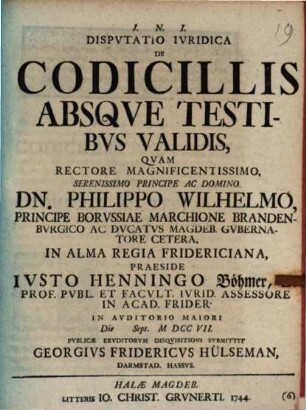 19
I. N. I.
DISPVTATIO IVRIDICA
DE
CODICILLIS
ABSQVE TESTI-
BVS VALIDIS,
QVAM
RECTORE MAGNIFICENTISSIMO,
SERENISSIMO PRINCIPE AC DOMINO,
DN. PHILIPPO WILHELMO,
PRINCIPE BORVSSIAE MARCHIONE BRANDEN-
BVRGICO AC DVCATVS MAGDEB. GVBERNA-
TORE CETERA,
IN ALMA REGIA FRIDERICIANA,
PRAESIDE
IVSTO HENNINGO Böhmer,
PROF. PVBL. ET FACVLT. IVRID. ASSESSORE
IN ACAD. FRIDER.
IN AVDITORIO MAIORI
Die Sept. M DCC VII.
PVBLICAE ERVDITORVM DISQVISITIONI SVBMITTIT
GEORGIVS FRIDERICVS HÜLSEMAN,
DARMSTAD. HASSVS.
HALAE MAGDEB.
LITTERIS IO. CHRIST. GRVNERTI. 1744.
(6)